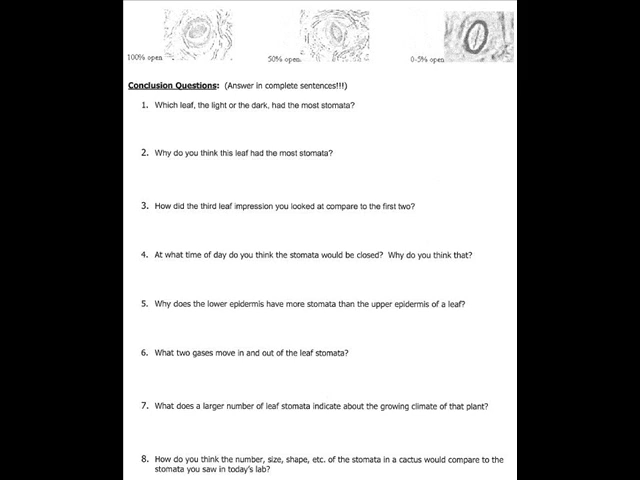 100% open
50% open
0-5% open
Conclusion Questions: (Answer in complete sentences!!!)
1. Which leaf, the light or the dark, had the most stomata?
2. Why do you think this leaf had the most stomata?
3. How did the third leaf impression you looked at compare to the first two?
4. At what time of day do you think the stomata would be closed? Why do you think that?
5. Why does the lower epidermis have more stomata than the upper epidermis of a leaf?
6. What two gases move in and out of the leaf stomata?
7. What does a larger number of leaf stomata indicate about the growing climate of that plant?
8. How do you think the number, size, shape, etc. of the stomata in a cactus would compare to the
stomata you saw in today's lab?